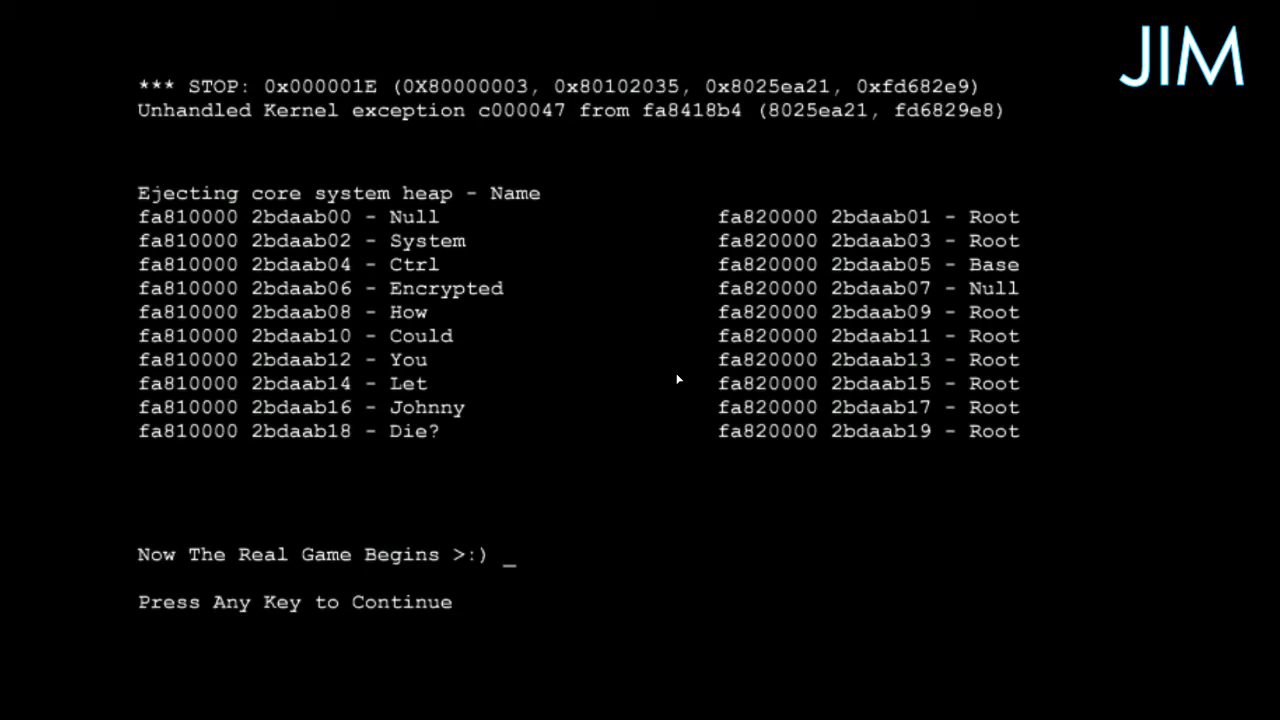 JIM
*** STOP: 0x000001E (0X80000003, 0x80102035, 0x8025ea21, 0xfd682e9)
Unhandled Kernel exception c000047 from fa8418b4 (8025ea21, fd6829e8)
Ejecting core system heap - Name
fa810000 2bdaab00 - Null fa820000 2bdaab01 - Root
fa810000 2bdaab02 - System fa820000 2bdaab03 - Root
fa810000 2bdaab04 - Ctrl fa820000 2bdaab05 - Base
fa810000 2bdaab06 - Encrypted fa820000 2bdaab07 - Null
fa810000 2bdaab08 - How fa820000 2bdaab09 - Root
fa810000 2bdaab10 - Could fa820000 2bdaab11 - Root
fa810000 2bdaab12 - You fa820000 2bdaab13 - Root
fa810000 2bdaab14 - Let fa820000 2bdaab15 - Root
fa810000 2bdaab16 - Johnny fa820000 2bdaab17 - Root
fa810000 2bdaab18 - Die? fa820000 2bdaab19 - Root
Now The Real Game Begins >:) _
Press Any Key to Continue